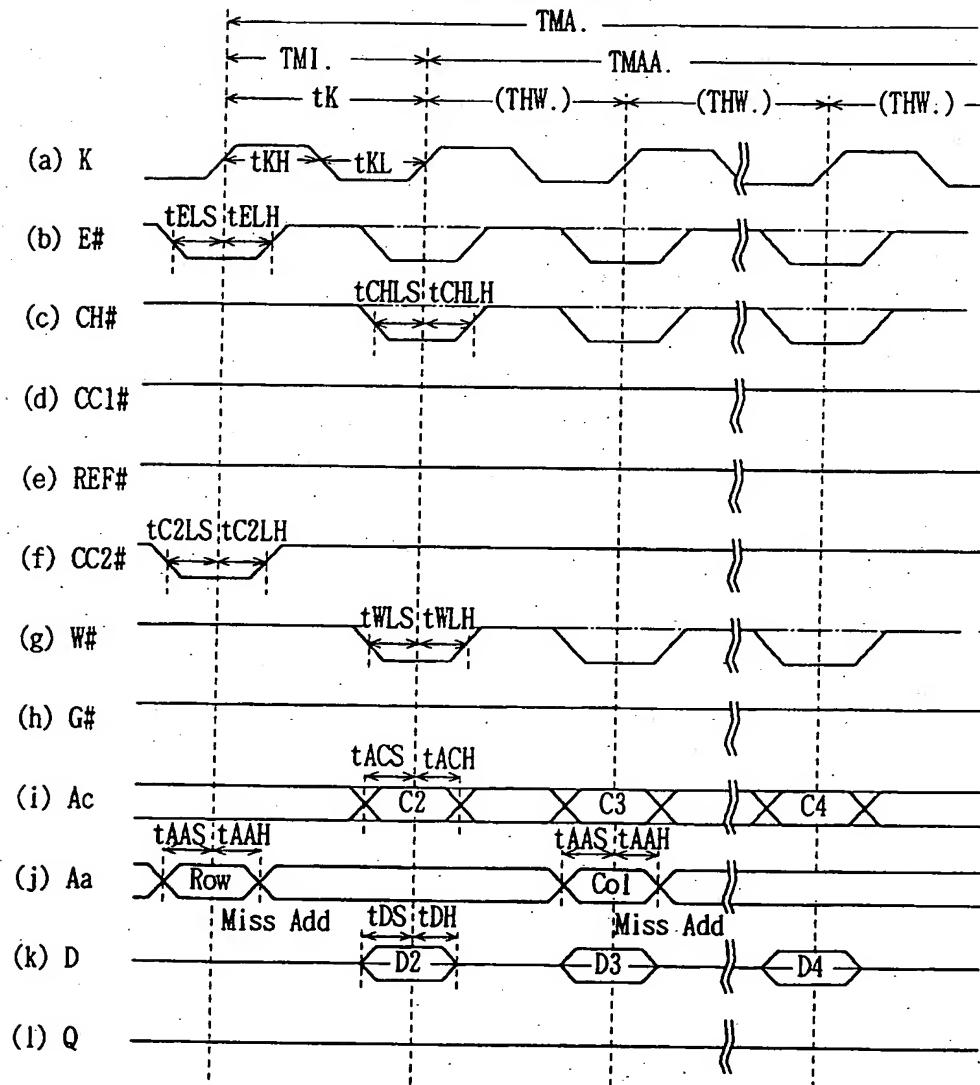 TMA.
TMI. TMAA.
tK (THW.) (THW.) (THW.)
(a) K tKH tKL
(b) E# tELS tELH
(c) CH# tCHLS tCHLH
(d) CC1#
(e) REF#
(f) CC2# tC2LS tC2LH
(g) W# tWLS tWLH
(h) G#
tACS tACH
(i) Ac C2 C3 C4
tAAS tAAH tAAS tAAH
(j) Aa Row Col
Miss Add tDS tDH Miss Add
(k) D D2 D3 D4
(l) Q